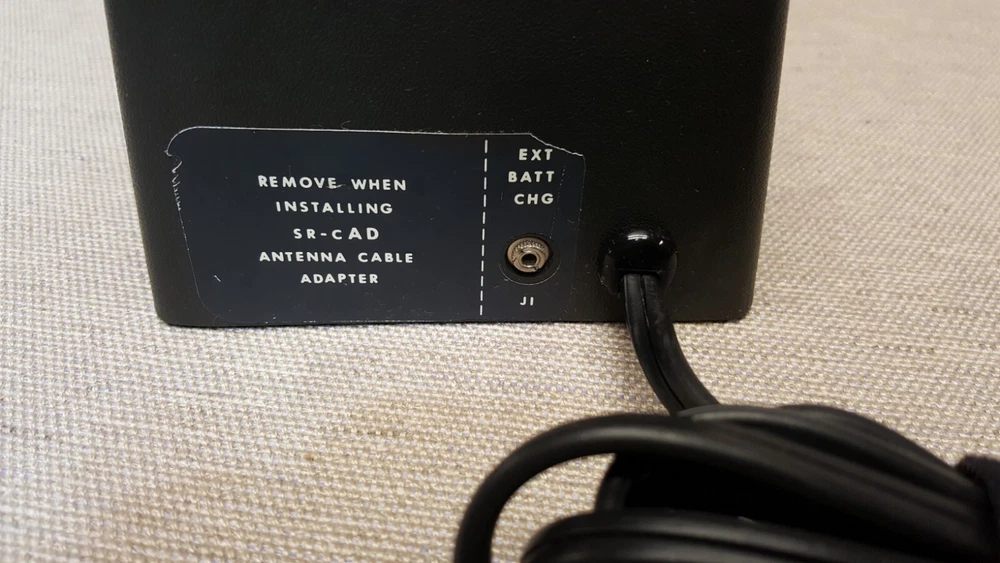 REMOVE WHEN
INSTALLING
SR-CAD
ANTENNA CABLE
ADAPTER
EXT
BATT
CHG
J1